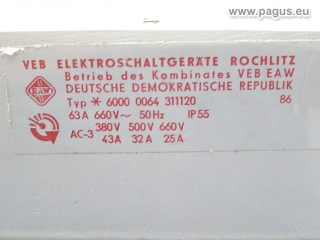 © www.pagus.eu
VEB ELEKTROSCHALTGERÄTE ROCHLITZ
EAW Betrieb des Kombinates VEB EAW
DEUTSCHE DEMOKRATISCHE REPUBLIK
Typ * 6000 0064 311120 86
63A 660V~ 50Hz IP55
AC-3 380V 500V 660V
43A 32A 25A